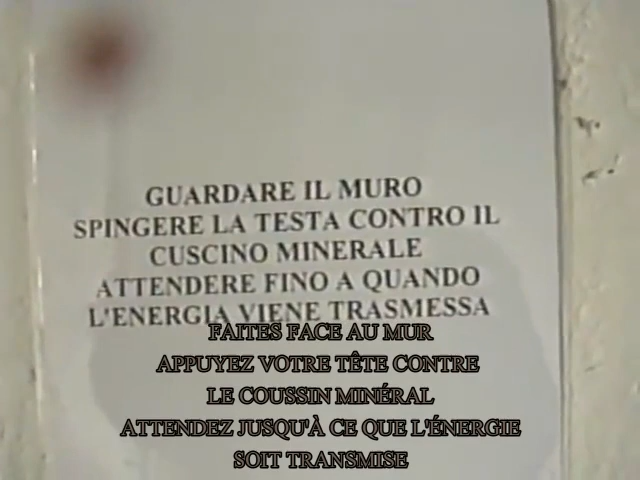 GUARDARE IL MURO
SPINGERE LA TESTA CONTRO IL
CUSCINO MINERALE
ATTENDERE FINO A QUANDO
L'ENERGIA VIENE TRASMESSA
FAITES FACE AU MUR
APPUYEZ VOTRE TÊTE CONTRE
LE COUSSIN MINÉRAL
ATTENDEZ JUSQU'À CE QUE L'ÉNERGIE
SOIT TRANSMISE